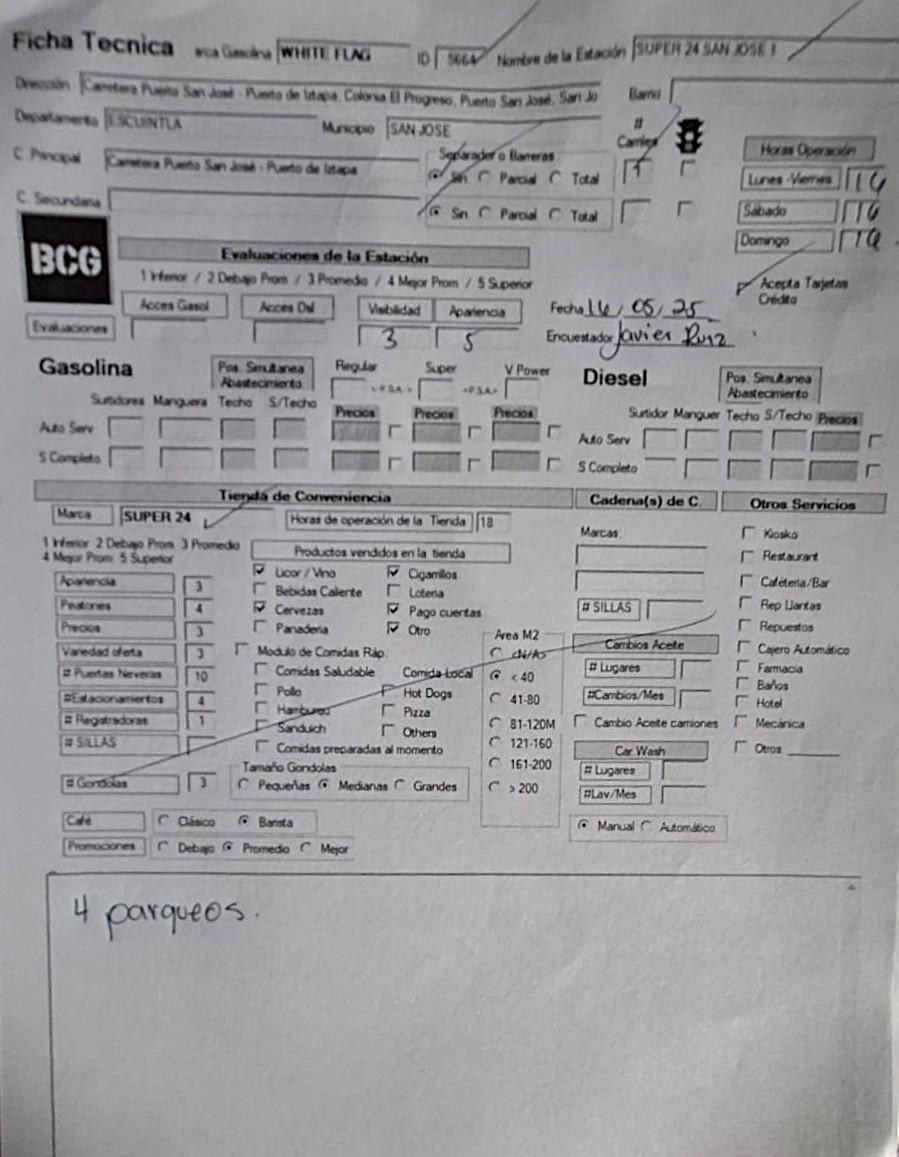 Ficha Tecnica arca Gasolina WHITE FLAG ID 5664 Nombre de la Estación SUPER 24 SAN JOSE 1
Dirección Carretera Puerto San José - Puerto de Iztapa, Colonia El Progreso, Puerto San José, San Jo Barrio
Departamento ESCUINTLA Municipio SAN JOSE # Carriles
C. Principal Carretera Puerto San José - Puerto de Iztapa Separador o Barreras Horas Operación
Sin Parcial Total 1 Lunes -Viernes
C. Secundaria Sin Parcial Total Sábado
Domingo
BCG Evaluaciones de la Estación
1 Inferior / 2 Debajo Prom / 3 Promedio / 4 Mejor Prom / 5 Superior Acepta Tarjetas Crédito
Acces Gasol Acces Dsl Visibilidad Apariencia Fecha 16/05/25
Evaluaciones 3 5 Encuestador Javier Ruiz
Gasolina Pos. Simultanea Abastecimiento Regular Super V Power Diesel Pos. Simultanea Abastecimiento
<P.S.A.> <P.S.A.>
Surtidores Manguera Techo S/Techo Precios Precios Precios Surtidor Manguer Techo S/Techo Precios
Auto Serv Auto Serv
S Completo S Completo
Tienda de Conveniencia Cadena(s) de C. Otros Servicios
Marca SUPER 24 Horas de operación de la Tienda 18 Marcas: Kiosko
1 Inferior 2 Debajo Prom 3 Promedio
4 Mejor Prom 5 Superior Productos vendidos en la tienda Restaurant
Apariencia 3 Licor / Vino Cigarrillos Cafeteria/Bar
Peatones 4 Bebidas Caliente Loteria # SILLAS Rep Llantas
Cervezas Pago cuentas
Precios 3 Panaderia Otro Area M2 Cambios Aceite Repuestos
Variedad oferta 3 Modulo de Comidas Ráp. <N/A> Cajero Automático
# Puertas Neveras 10 Comidas Saludable Comida Local < 40 # Lugares Farmacia
#Estacionamientos 4 Pollo Hot Dogs 41-80 #Cambios/Mes Baños
Hotel
# Registradoras 1 Hamburg Pizza 81-120M Cambio Aceite camiones Mecánica
# SILLAS Sanduich Others 121-160
Comidas preparadas al momento Car Wash Otros
# Gondolas 3 Tamaño Gondolas 161-200 # Lugares
Pequeñas Medianas Grandes > 200 #Lav/Mes
Café Clásico Barista Manual Automático
Promociones Debajo Promedio Mejor
4 parqueos.